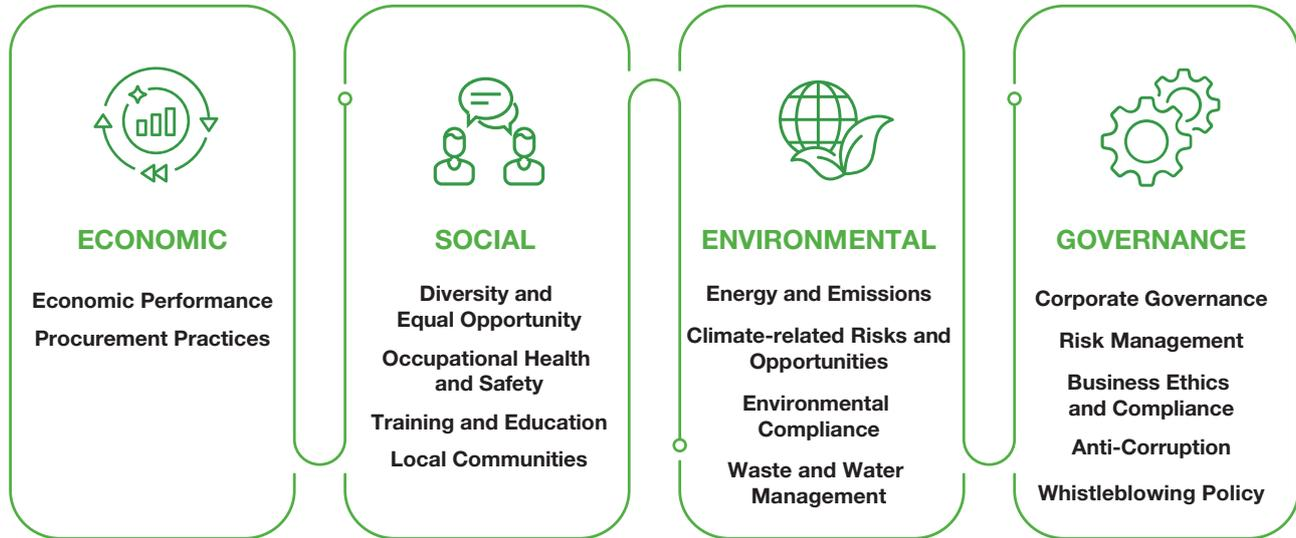 ECONOMIC
Economic Performance
Procurement Practices
SOCIAL
Diversity and
Equal Opportunity
Occupational Health
and Safety
Training and Education
Local Communities
ENVIRONMENTAL
Energy and Emissions
Climate-related Risks and
Opportunities
Environmental
Compliance
Waste and Water
Management
GOVERNANCE
Corporate Governance
Risk Management
Business Ethics
and Compliance
Anti-Corruption
Whistleblowing Policy